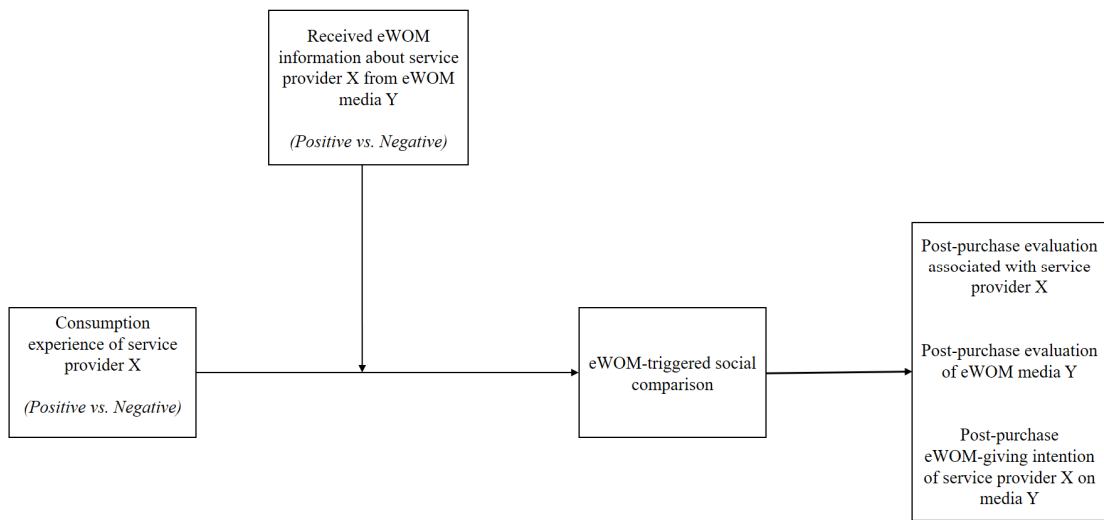 Received eWOM
information about service
provider X from eWOM
media Y
(Positive vs. Negative)
Consumption
experience of service
provider X
(Positive vs. Negative)
eWOM-triggered social
comparison
Post-purchase evaluation
associated with service
provider X
Post-purchase evaluation
of eWOM media Y
Post-purchase
eWOM-giving intention
of service provider X on
media Y